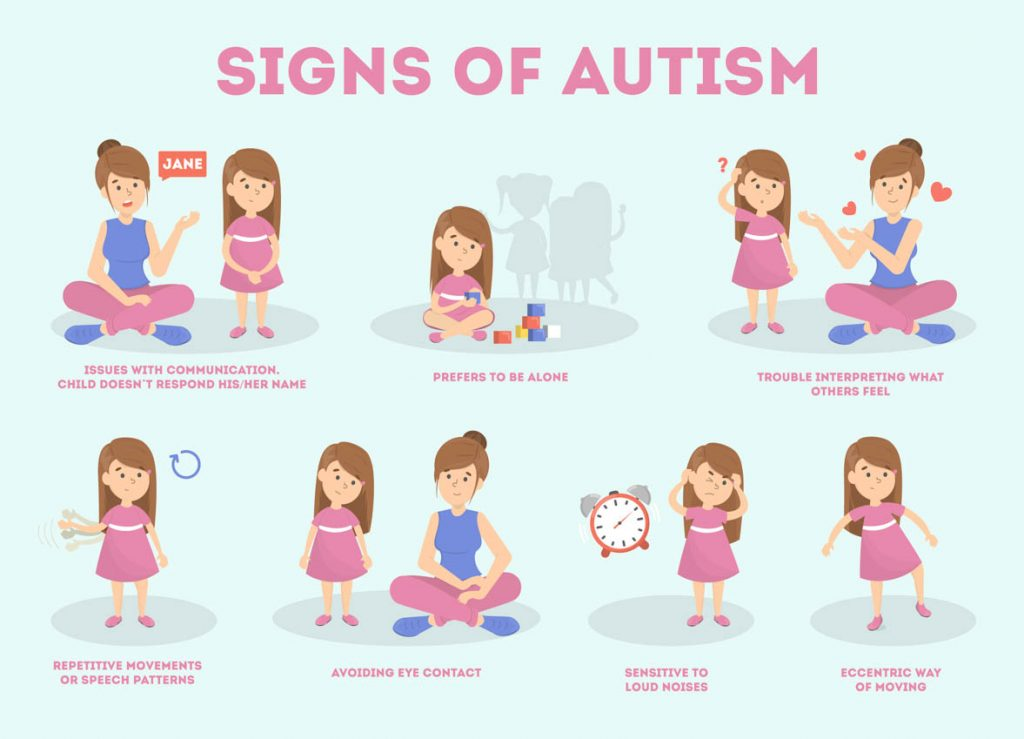 SIGNS OF AUTISM
JANE
ISSUES WITH COMMUNICATION.
CHILD DOESN`T RESPOND HIS/HER NAME
PREFERS TO BE ALONE
?
TROUBLE INTERPRETING WHAT
OTHERS FEEL
REPETITIVE MOVEMENTS
OR SPEECH PATTERNS
AVOIDING EYE CONTACT
SENSITIVE TO
LOUD NOISES
ECCENTRIC WAY
OF MOVING